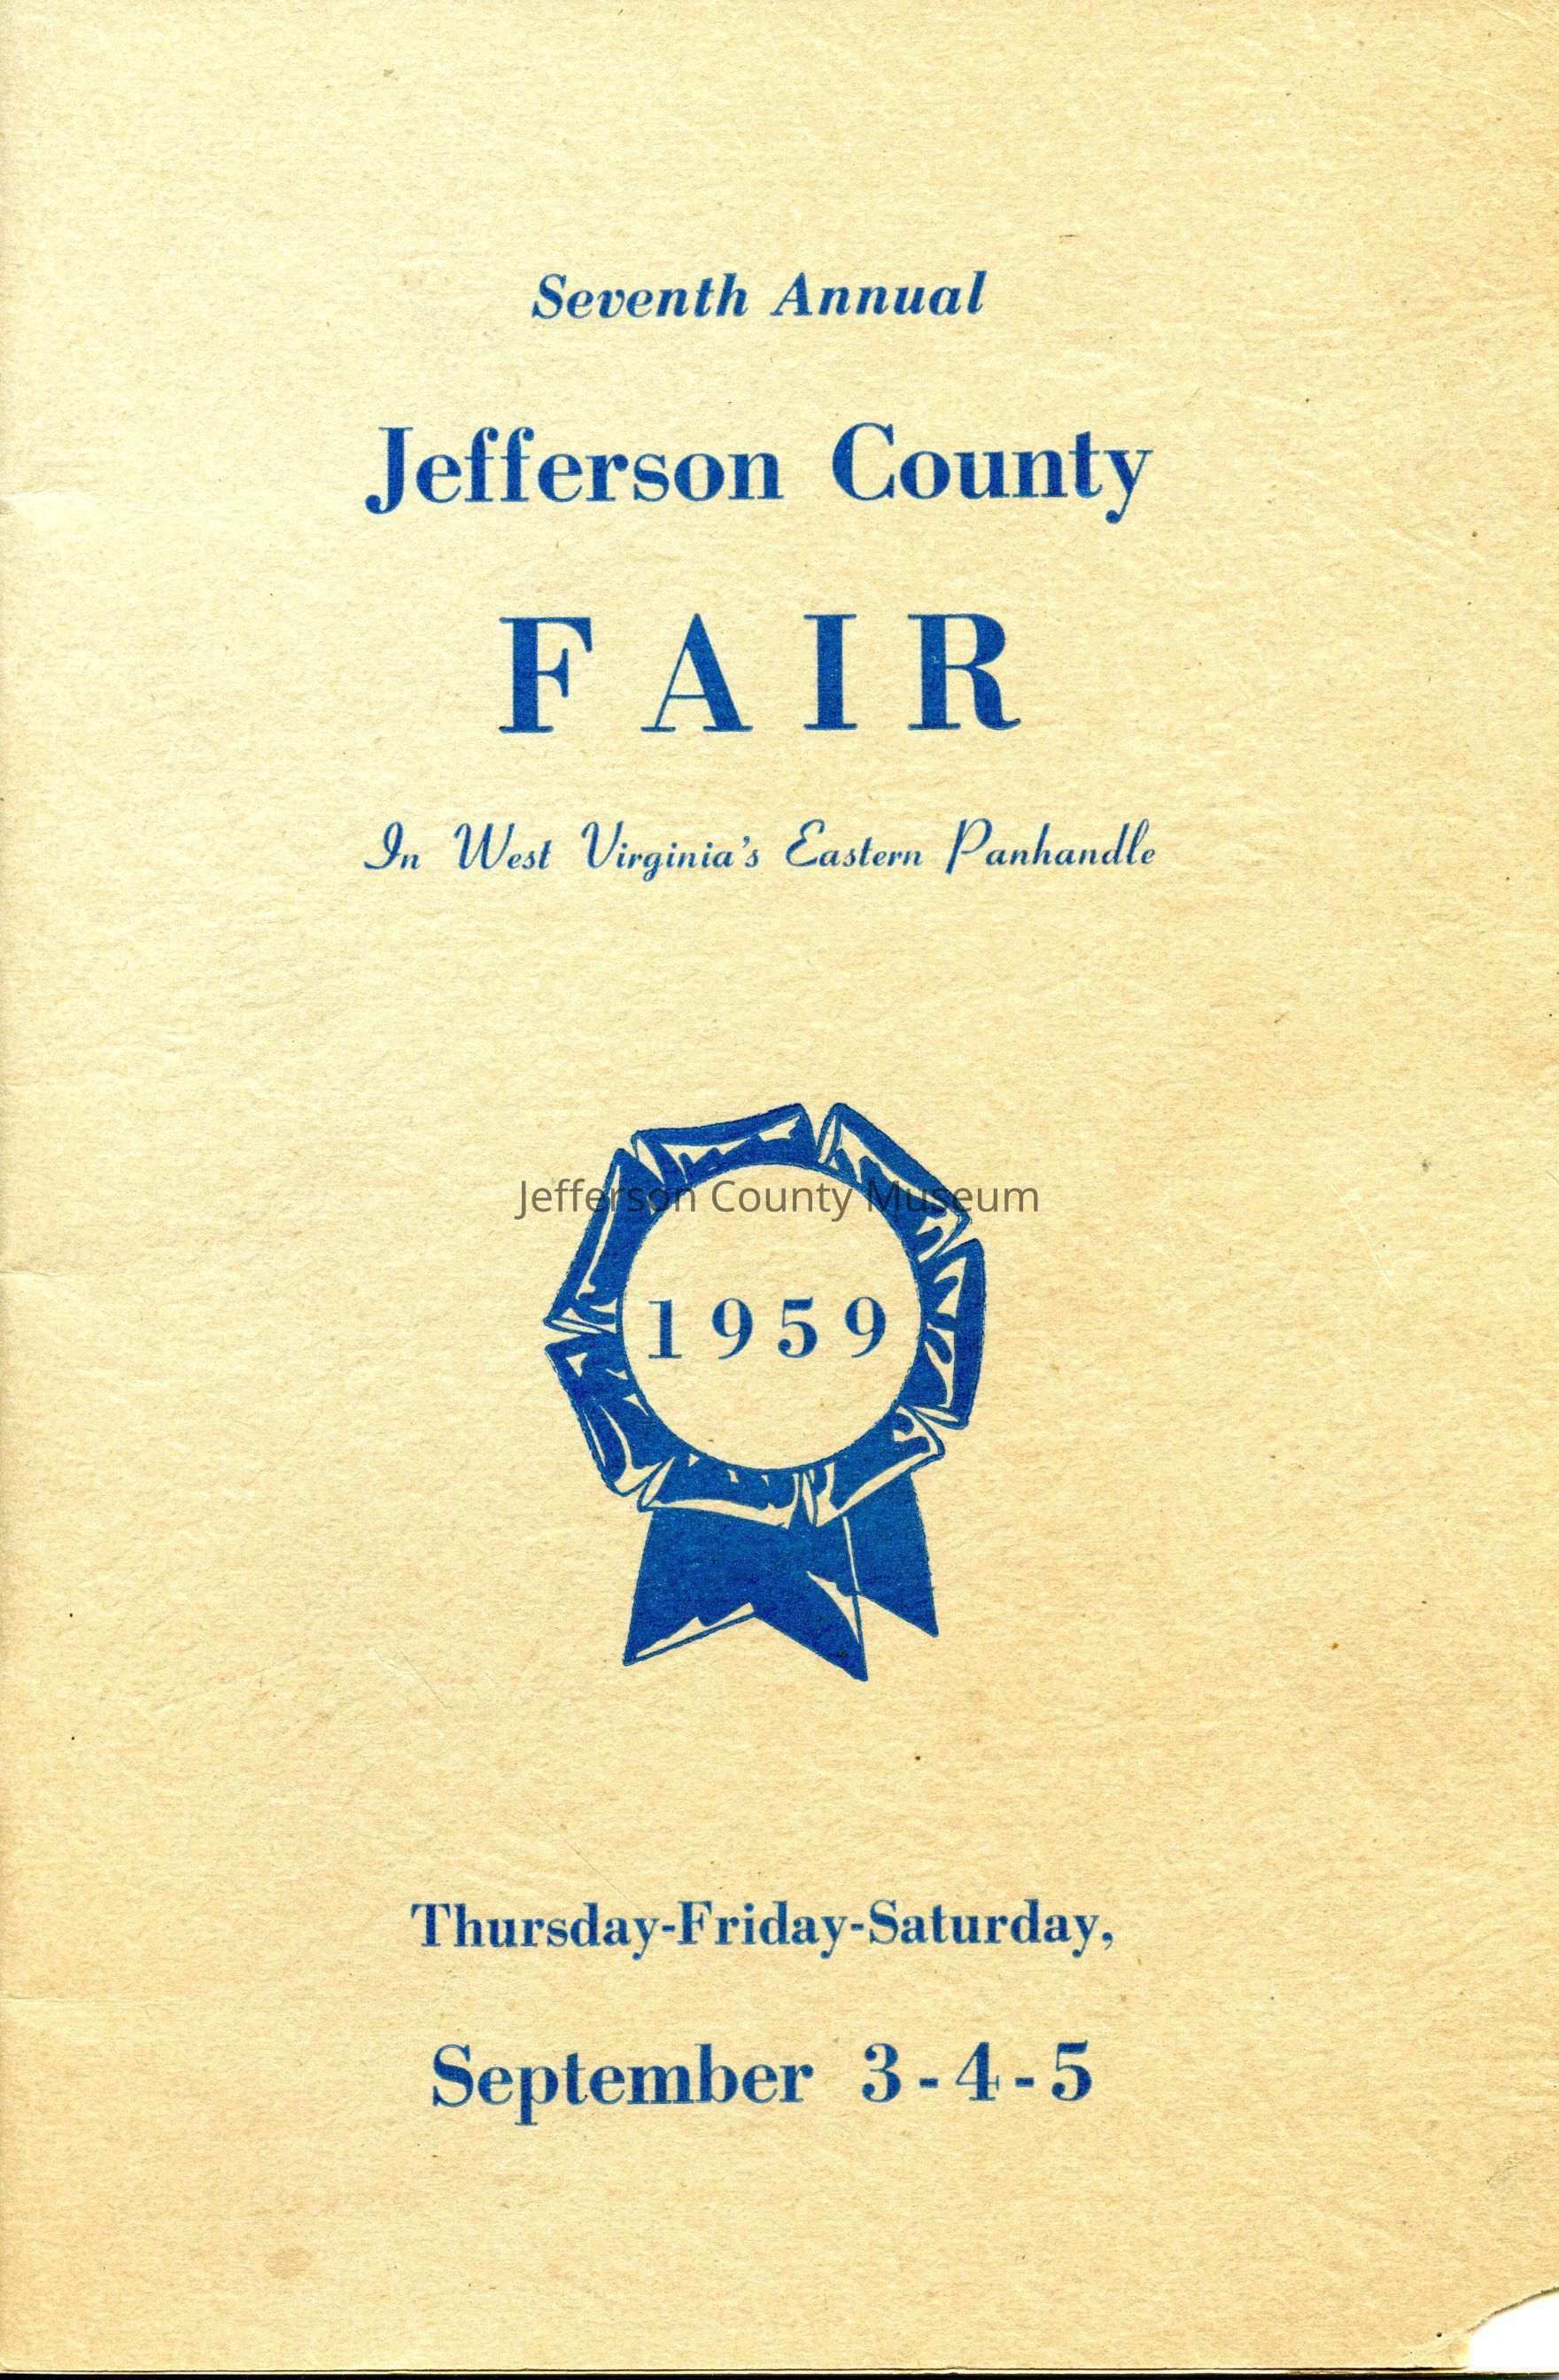 Seventh Annual
Jefferson County
FAIR
In West Virginia's Eastern Panhandle
Jefferson County Museum
1959
Thursday-Friday-Saturday,
September 3-4-5